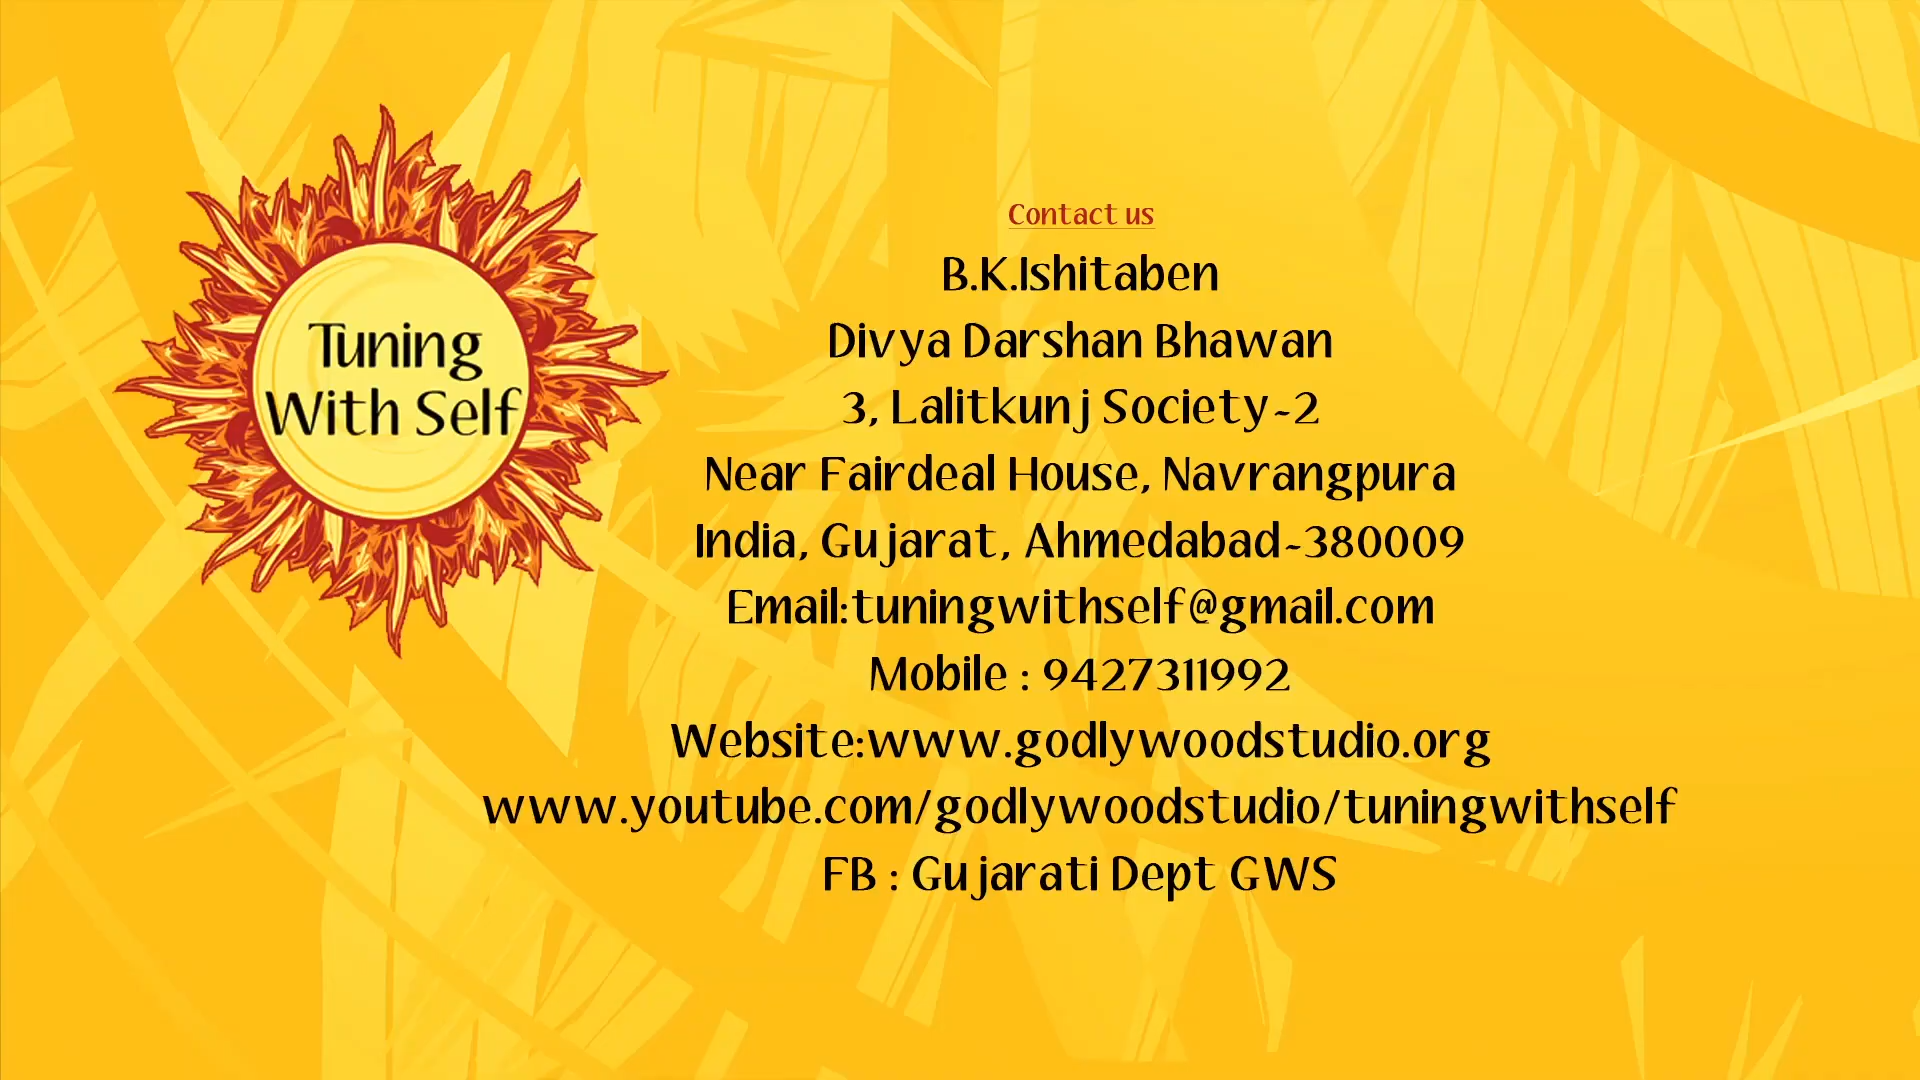 Tuning
With Self
Contact us
B.K.Ishitaben
Divya Darshan Bhawan
3, Lalitkunj Society-2
Near Fairdeal House, Navrangpura
India, Gujarat, Ahmedabad-380009
Email:tuningwithself@gmail.com
Mobile : 9427311992
Website:www.godlywoodstudio.org
www.youtube.com/godlywoodstudio/tuningwithself
FB : Gujarati Dept GWS